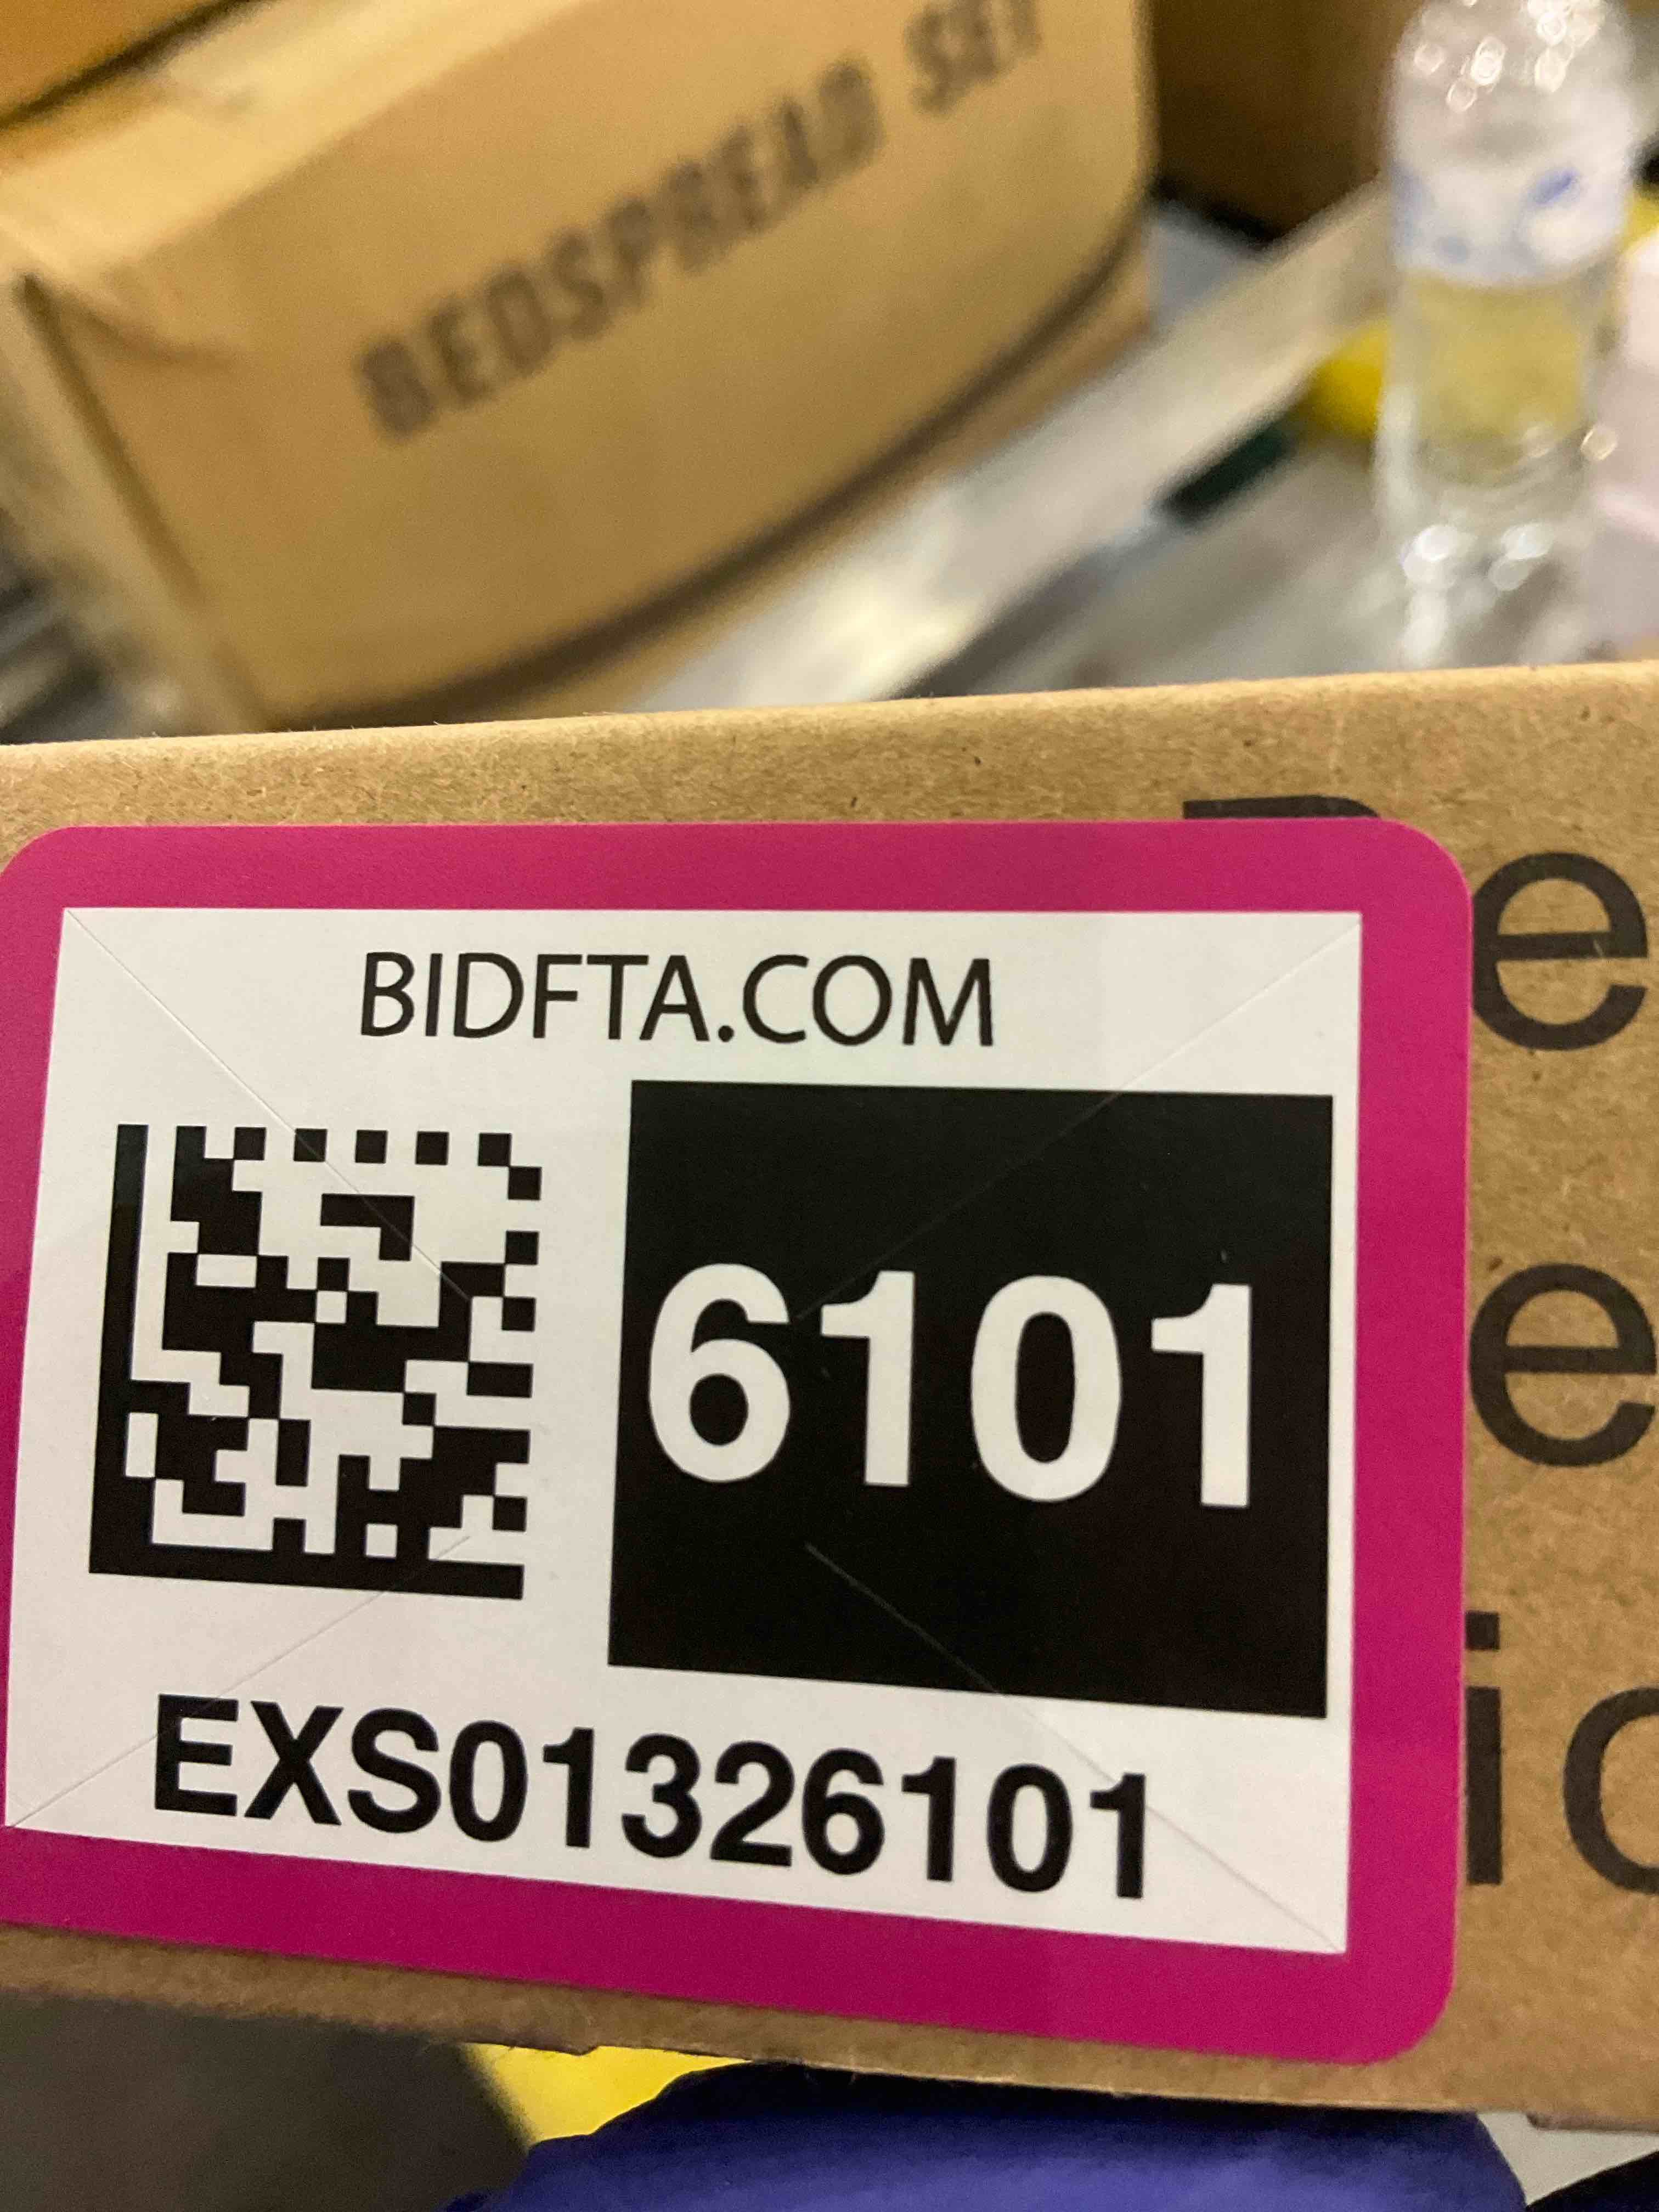 BEDSPREAD SET
BIDFTA.COM
6101
EXS01326101